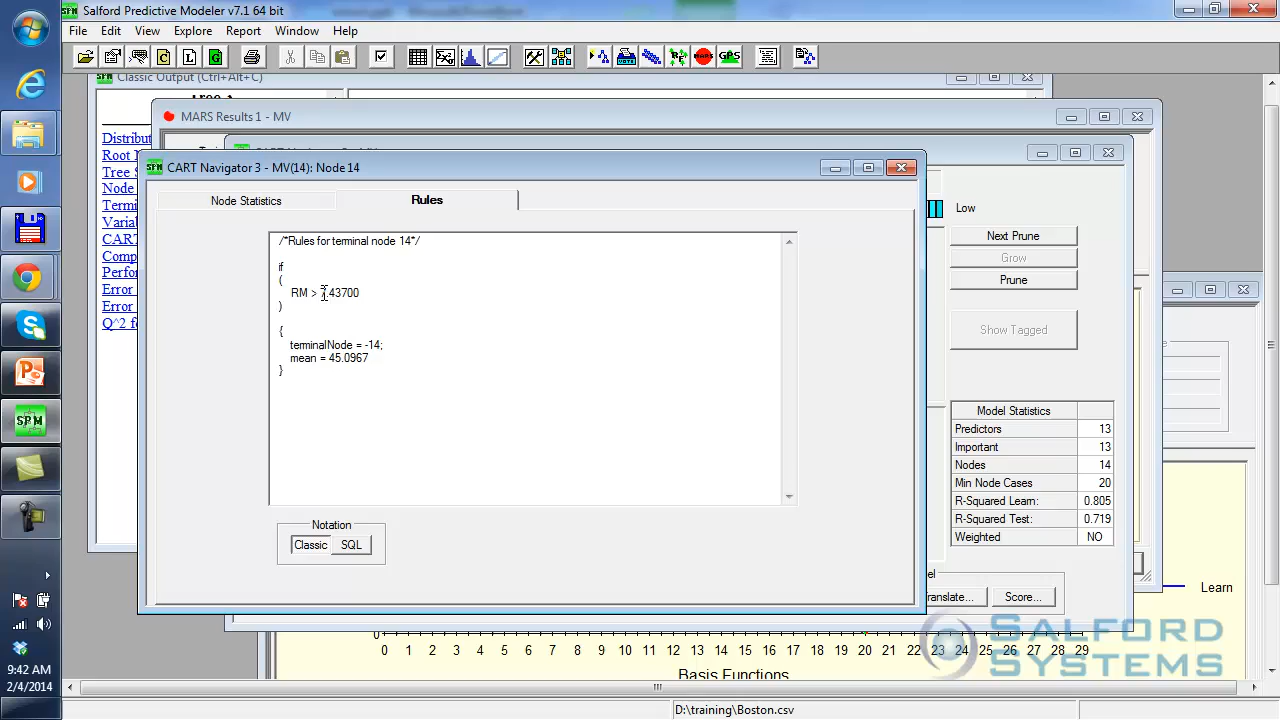 Salford Predictive Modeler v7.1 64 bit
File Edit View Explore Report Window Help
Classic Output (Ctrl+Alt+C)
MARS Results 1 - MV
Distribut
Root N
Tree S
Node
Termi
Variab
CART
Comp
Perfor
Error
Error
Q^2 fo
CART Navigator 3 - MV(14): Node 14
Node Statistics
Rules
/*Rules for terminal node 14*/
if
(
RM > 43700
)
{
terminalNode = -14;
mean = 45.0967
}
Notation
Classic SQL
Low
Next Prune
Grow
Prune
Show Tagged
Model Statistics
Predictors 13
Important 13
Nodes 14
Min Node Cases 20
R-Squared Learn: 0.805
R-Squared Test: 0.719
Weighted NO
el
ranslate... Score...
Learn
0
0 1 2 3 4 5 6 7 8 9 10 11 12 13 14 15 16 17 18 19 20 21 22 23 24 25 26 27 28 29
Basis Functions
SALFORD
SYSTEMS
D:\training\Boston.csv
9:42 AM
2/4/2014